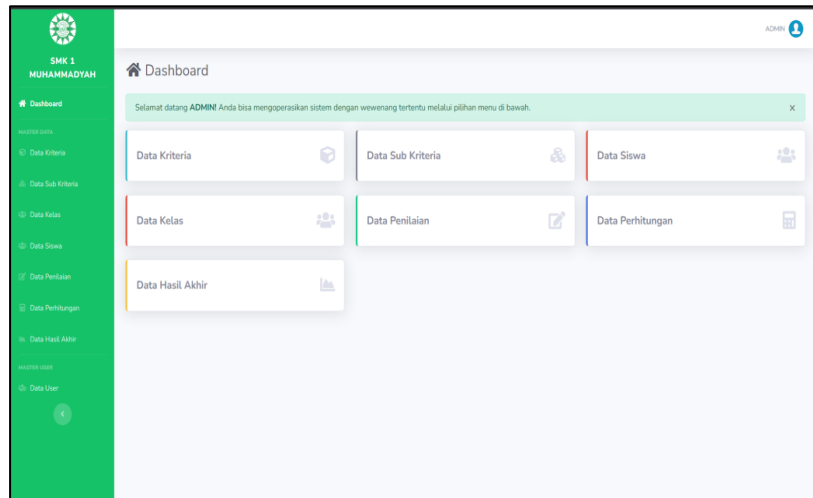 SMK 1
MUHAMMADYAH
Dashboard
MASTER DATA
Data Kriteria
Data Sub Kriteria
Data Kelas
Data Siswa
Data Penilaian
Data Perhitungan
Data Hasil Akhir
MASTER USER
Data User
ADMIN
Dashboard
Selamat datang ADMIN! Anda bisa mengoperasikan sistem dengan wewenang tertentu melalui pilihan menu di bawah.
Data Kriteria
Data Sub Kriteria
Data Siswa
Data Kelas
Data Penilaian
Data Perhitungan
Data Hasil Akhir